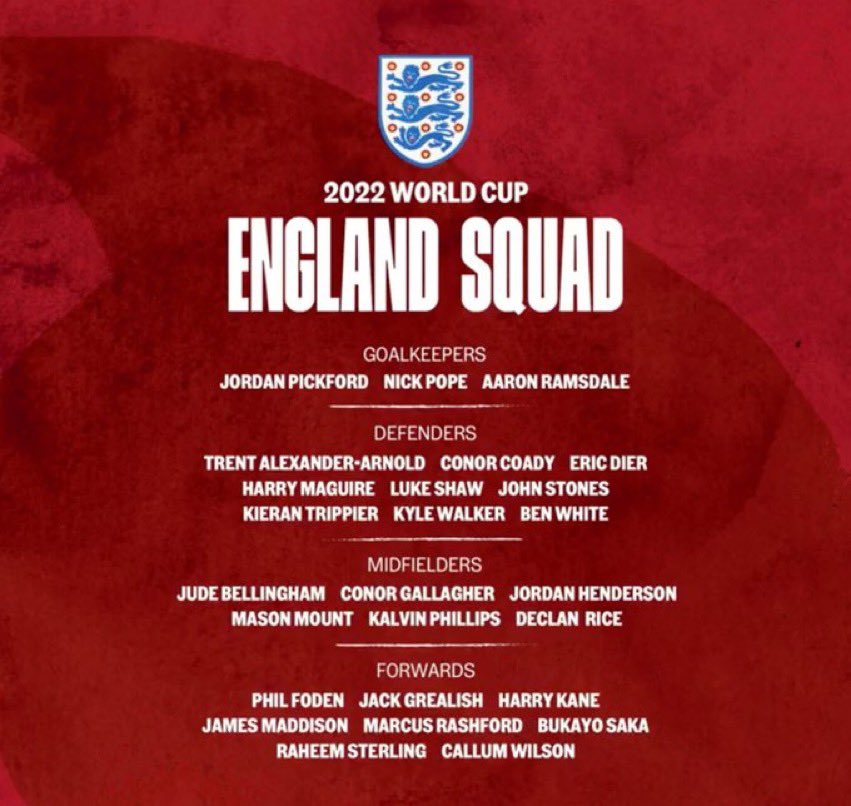 2022 WORLD CUP
ENGLAND SQUAD
GOALKEEPERS
JORDAN PICKFORD NICK POPE AARON RAMSDALE
DEFENDERS
TRENT ALEXANDER-ARNOLD CONOR COADY ERIC DIER
HARRY MAGUIRE LUKE SHAW JOHN STONES
KIERAN TRIPPIER KYLE WALKER BEN WHITE
MIDFIELDERS
JUDE BELLINGHAM CONOR GALLAGHER JORDAN HENDERSON
MASON MOUNT KALVIN PHILLIPS DECLAN RICE
FORWARDS
PHIL FODEN JACK GREALISH HARRY KANE
JAMES MADDISON MARCUS RASHFORD BUKAYO SAKA
RAHEEM STERLING CALLUM WILSON